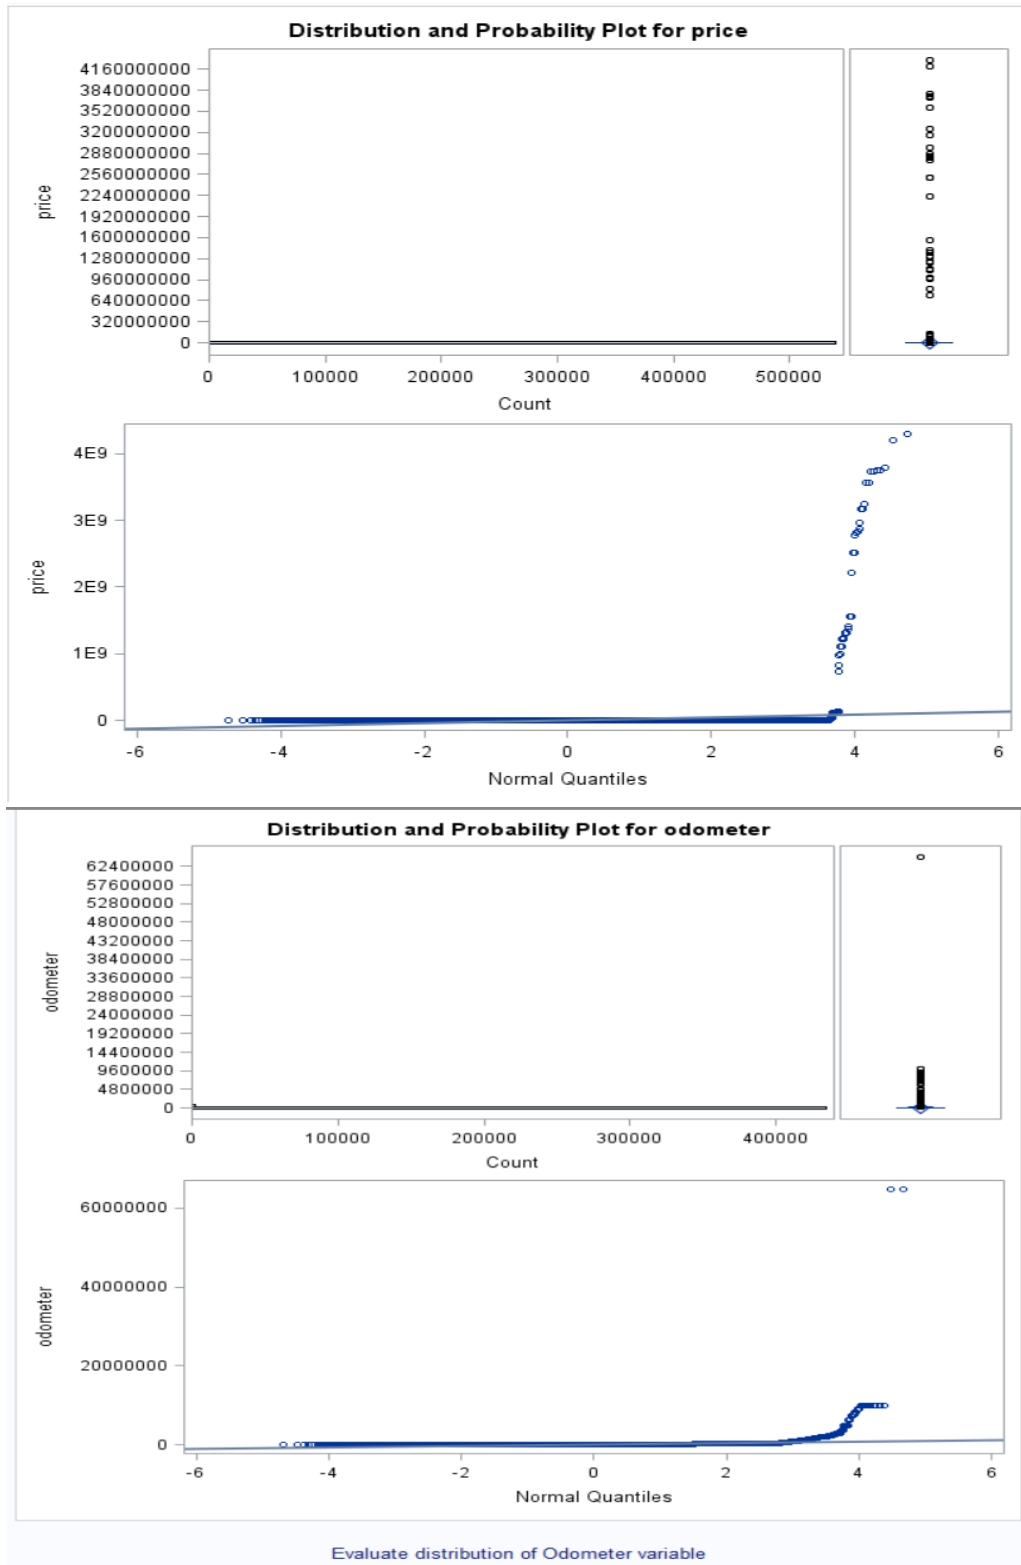 Distribution and Probability Plot for price
4160000000
3840000000
3520000000
3200000000
2880000000
2560000000
2240000000
1920000000
1600000000
1280000000
960000000
640000000
320000000
0
price
0 100000 200000 300000 400000 500000
Count
4E9
3E9
2E9
1E9
0
price
-6 -4 -2 0 2 4 6
Normal Quantiles
Distribution and Probability Plot for odometer
62400000
57600000
52800000
48000000
43200000
38400000
33600000
28800000
24000000
19200000
14400000
9600000
4800000
0
odometer
0 100000 200000 300000 400000
Count
60000000
40000000
20000000
0
odometer
-6 -4 -2 0 2 4 6
Normal Quantiles
Evaluate distribution of Odometer variable